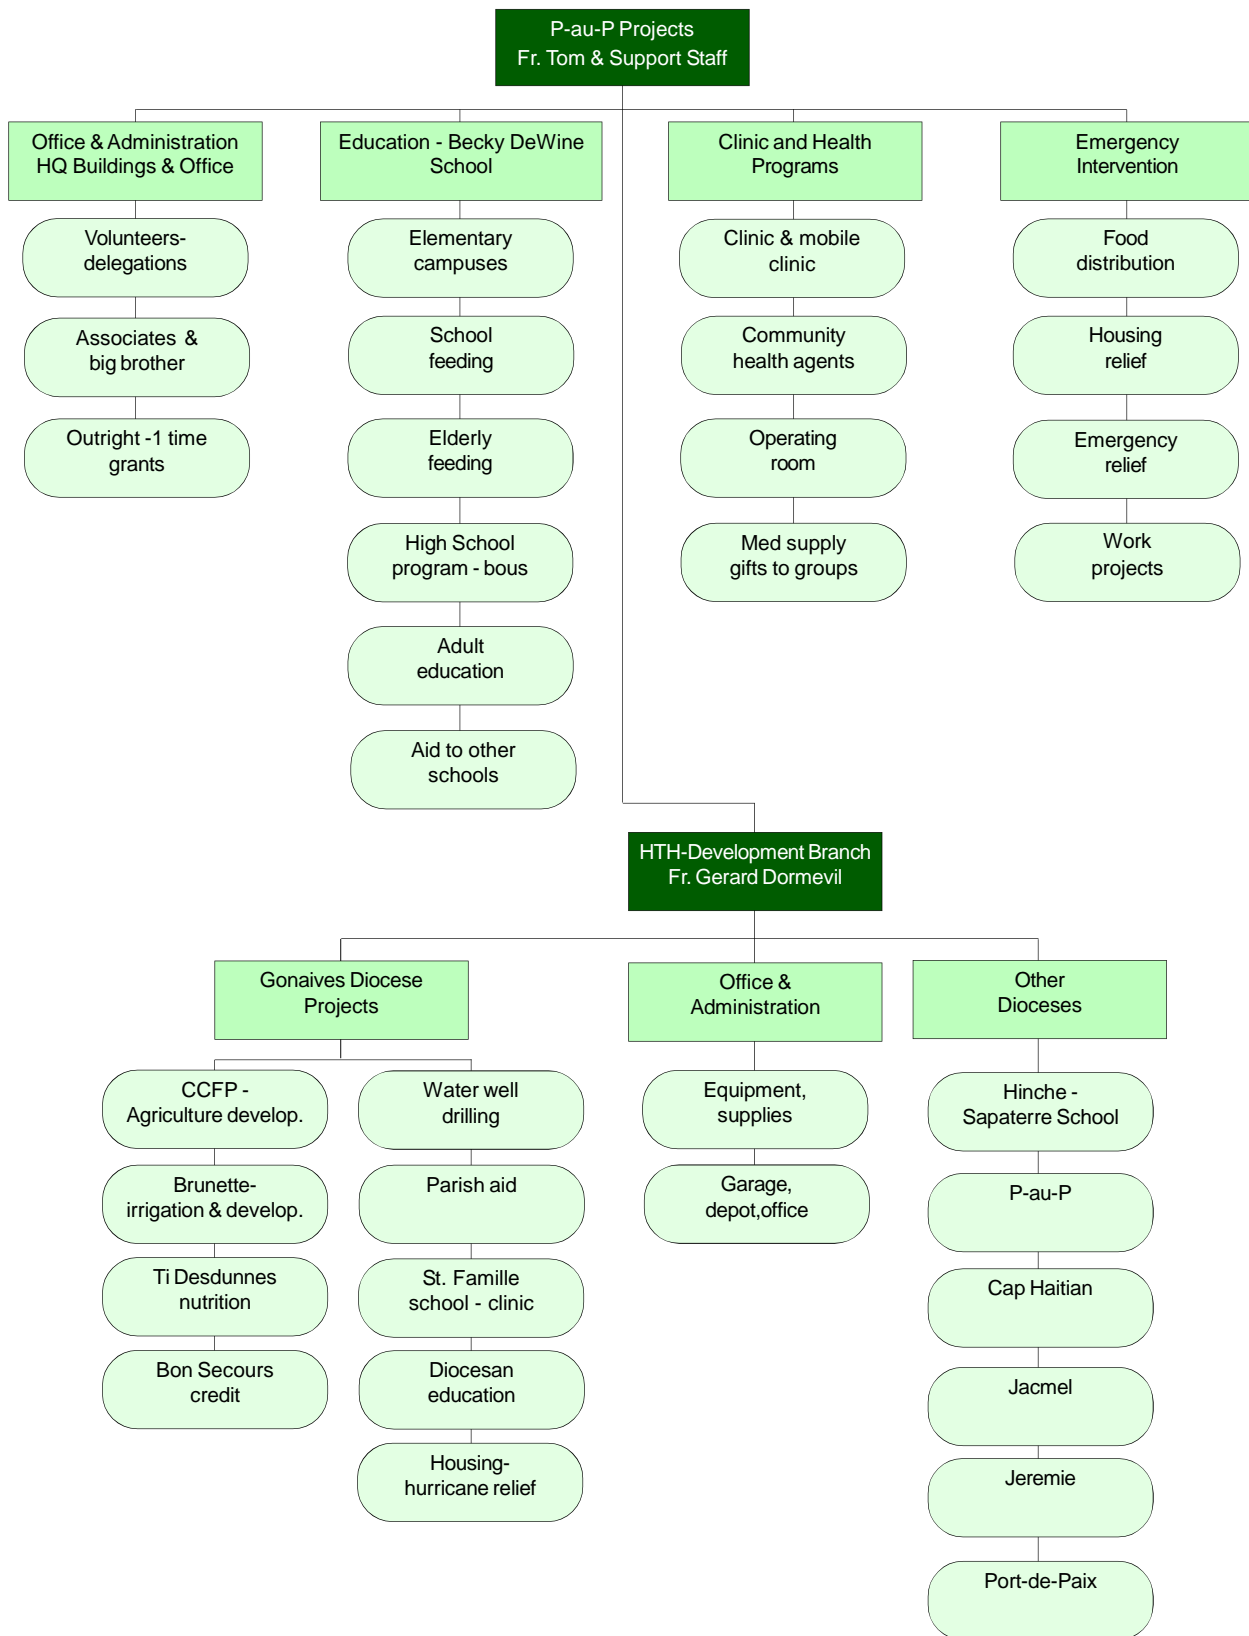 P-au-P Projects
Fr. Tom & Support Staff
Office & Administration
HQ Buildings & Office
Volunteers-
delegations
Associates &
big brother
Outright -1 time
grants
Education - Becky DeWine
School
Elementary
campuses
School
feeding
Elderly
feeding
High School
program - bous
Adult
education
Aid to other
schools
Clinic and Health
Programs
Clinic & mobile
clinic
Community
health agents
Operating
room
Med supply
gifts to groups
Emergency
Intervention
Food
distribution
Housing
relief
Emergency
relief
Work
projects
HTH-Development Branch
Fr. Gerard Dormevil
Gonaives Diocese
Projects
CCFP -
Agriculture develop.
Brunette-
irrigation & develop.
Ti Desdunnes
nutrition
Bon Secours
credit
Water well
drilling
Parish aid
St. Famille
school - clinic
Diocesan
education
Housing-
hurricane relief
Office &
Administration
Equipment,
supplies
Garage,
depot,office
Other
Dioceses
Hinche -
Sapaterre School
P-au-P
Cap Haitian
Jacmel
Jeremie
Port-de-Paix